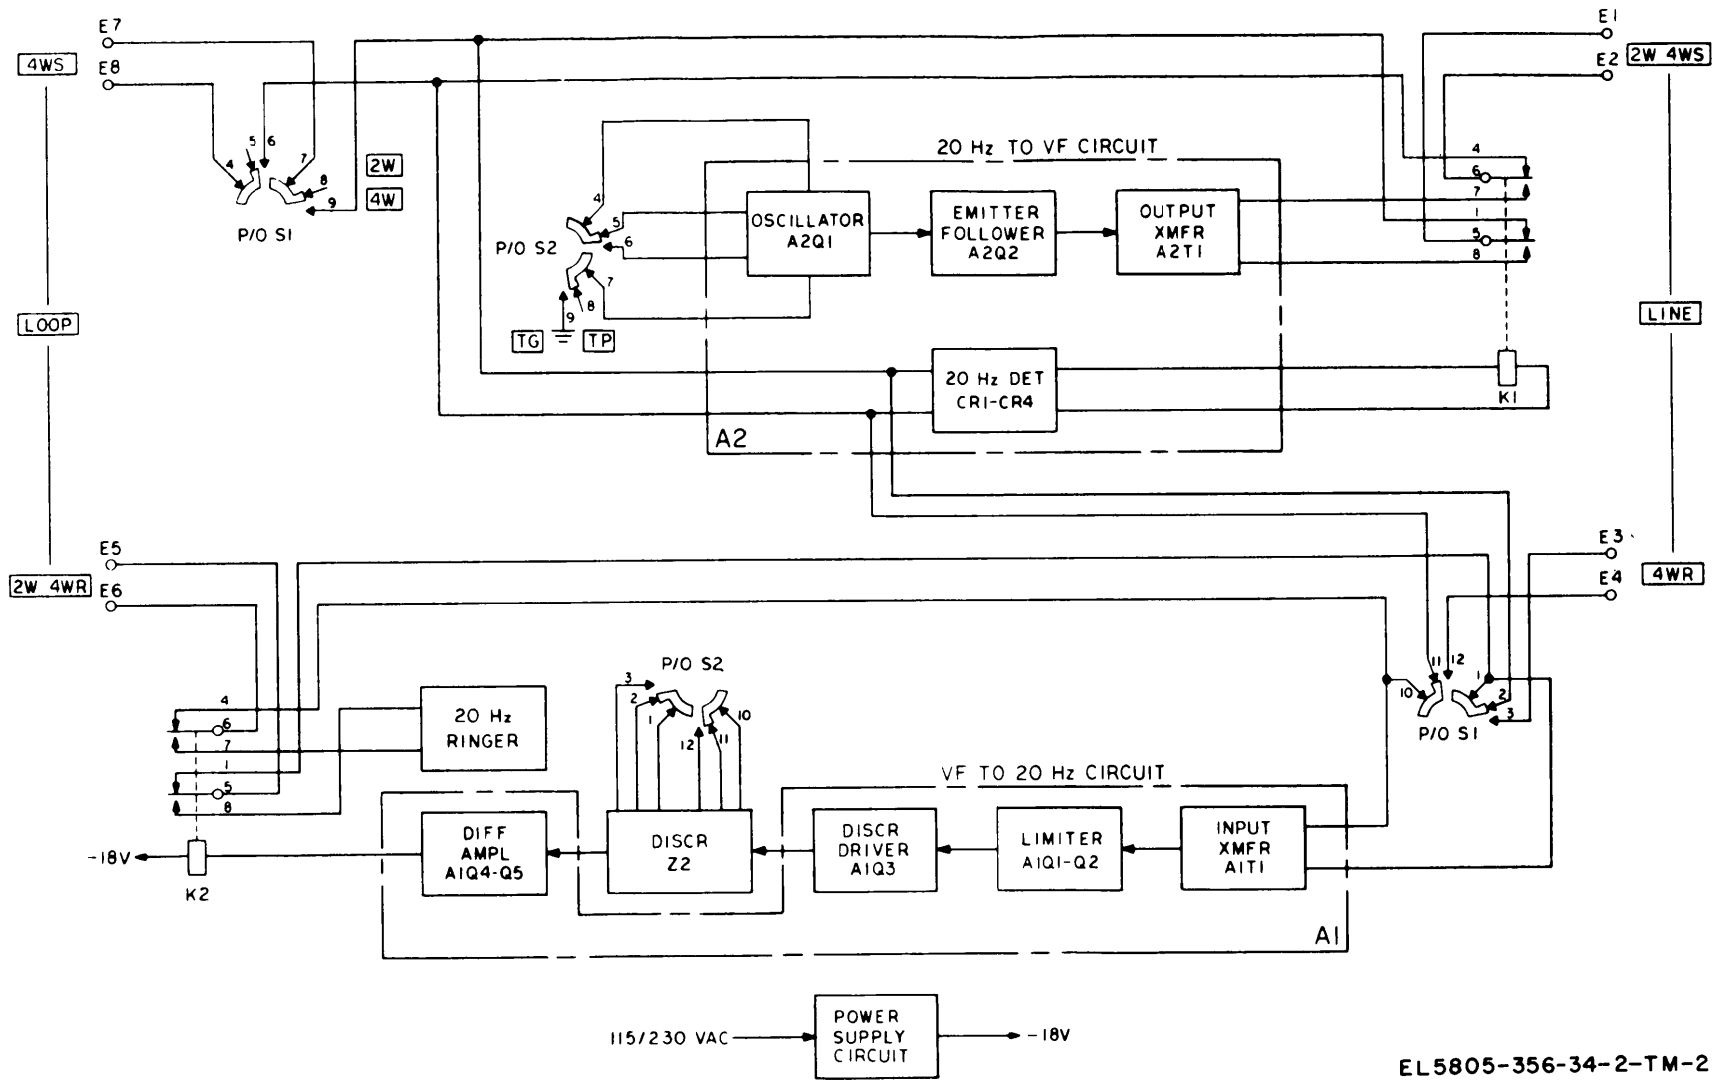 E7
E1
4WS
E8
E2
2W 4WS
5 6
4 7
8
9
2W
4W
P/O S1
20 Hz TO VF CIRCUIT
4
5
6
7
8
9
P/O S2
TG
TP
OSCILLATOR
A2Q1
EMITTER
FOLLOWER
A2Q2
OUTPUT
XMFR
A2T1
4
6
7
1
5
8
LOOP
LINE
20 Hz DET
CR1-CR4
K1
A2
E5
E3
2W 4WR
E6
E4
4WR
P/O S2
3
2
1
10
12 11
11 12
10
1
2
3
P/O S1
4
6
7
1
5
8
20 Hz
RINGER
VF TO 20 Hz CIRCUIT
-18V
K2
DIFF
AMPL
A1Q4-Q5
DISCR
Z2
DISCR
DRIVER
A1Q3
LIMITER
A1Q1-Q2
INPUT
XMFR
A1T1
A1
115/230 VAC
POWER
SUPPLY
CIRCUIT
-18V
EL5805-356-34-2-TM-2